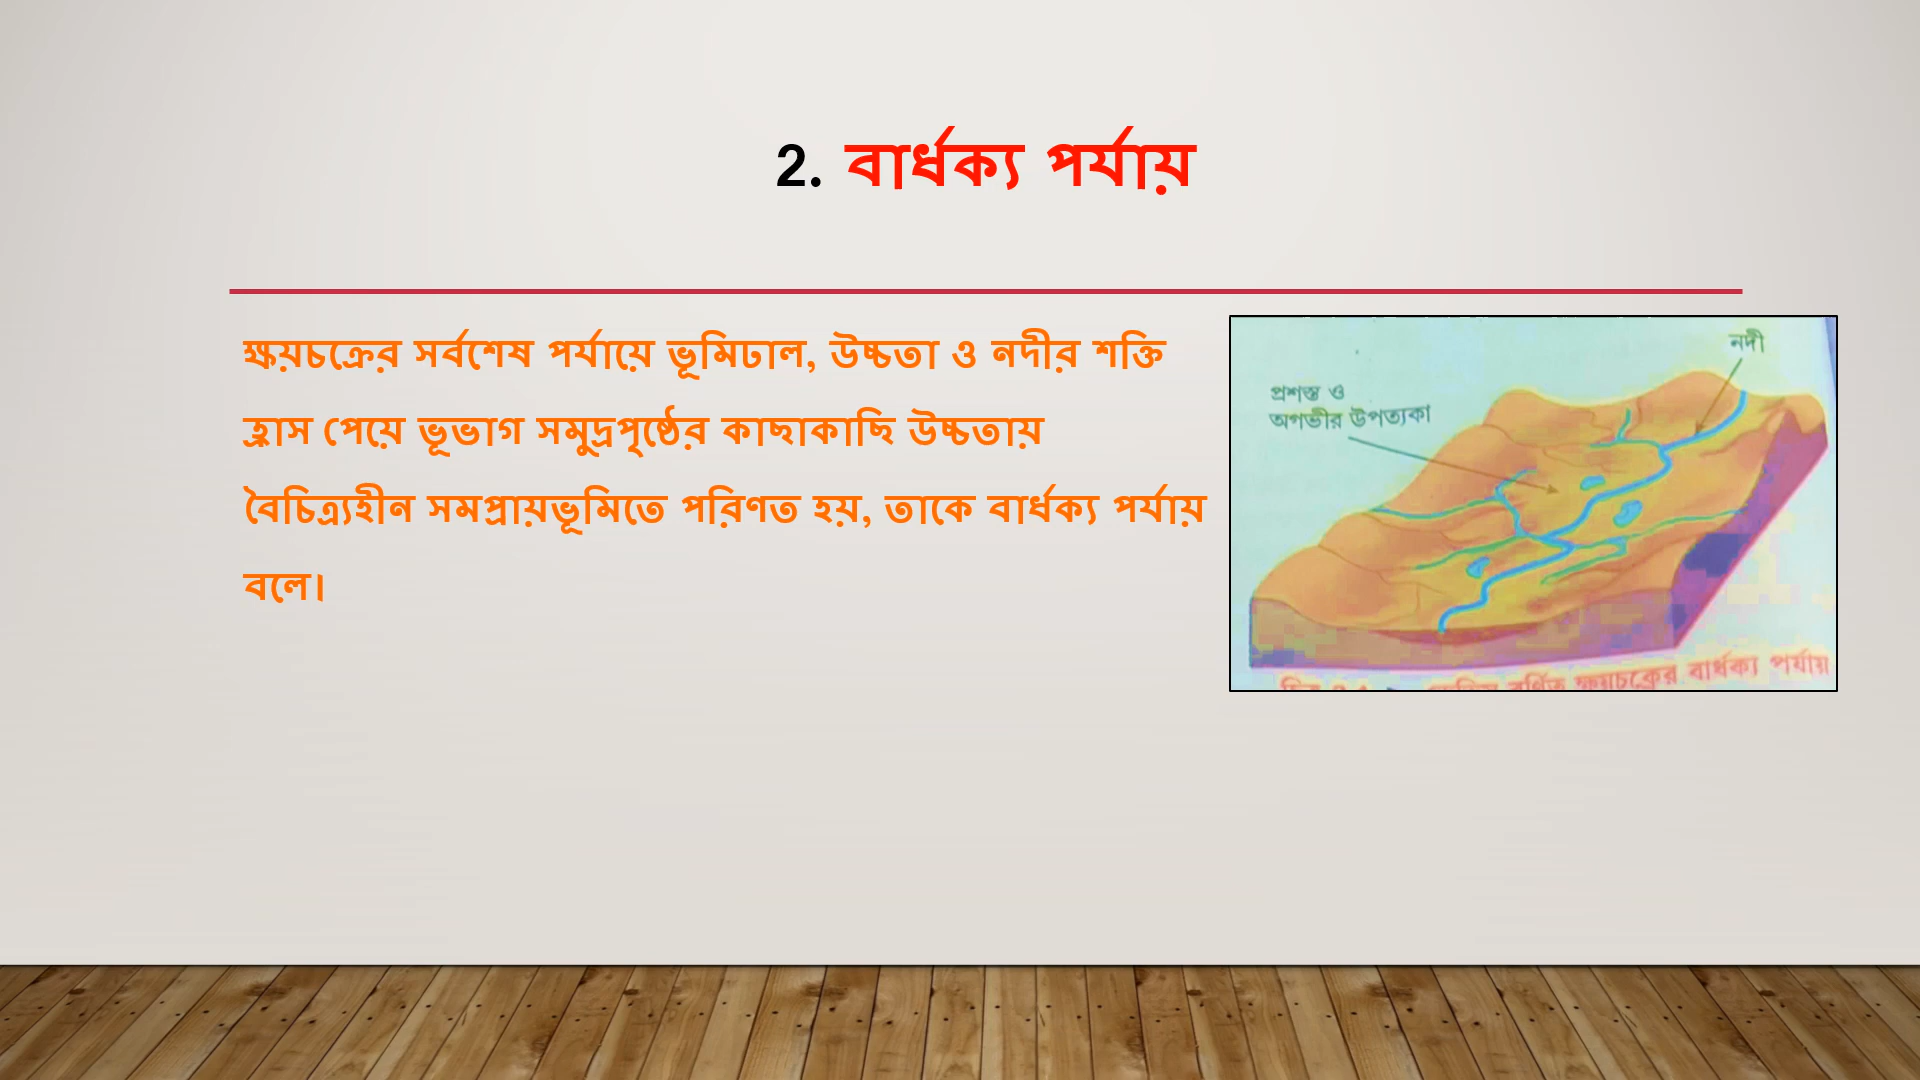 2. বার্ধক্য পর্যায়
ক্ষয়চক্রের সর্বশেষ পর্যায়ে ভূমিঢাল, উচ্চতা ও নদীর শক্তি
হ্রাস পেয়ে ভূভাগ সমুদ্রপৃষ্ঠের কাছাকাছি উচ্চতায়
বৈচিত্র্যহীন সমপ্রায়ভূমিতে পরিণত হয়, তাকে বার্ধক্য পর্যায়
বলে।
নদী
প্রশস্ত ও
অগভীর উপত্যকা
বর্ণিত ক্ষয়চক্রের বার্ধক্য পর্যায়